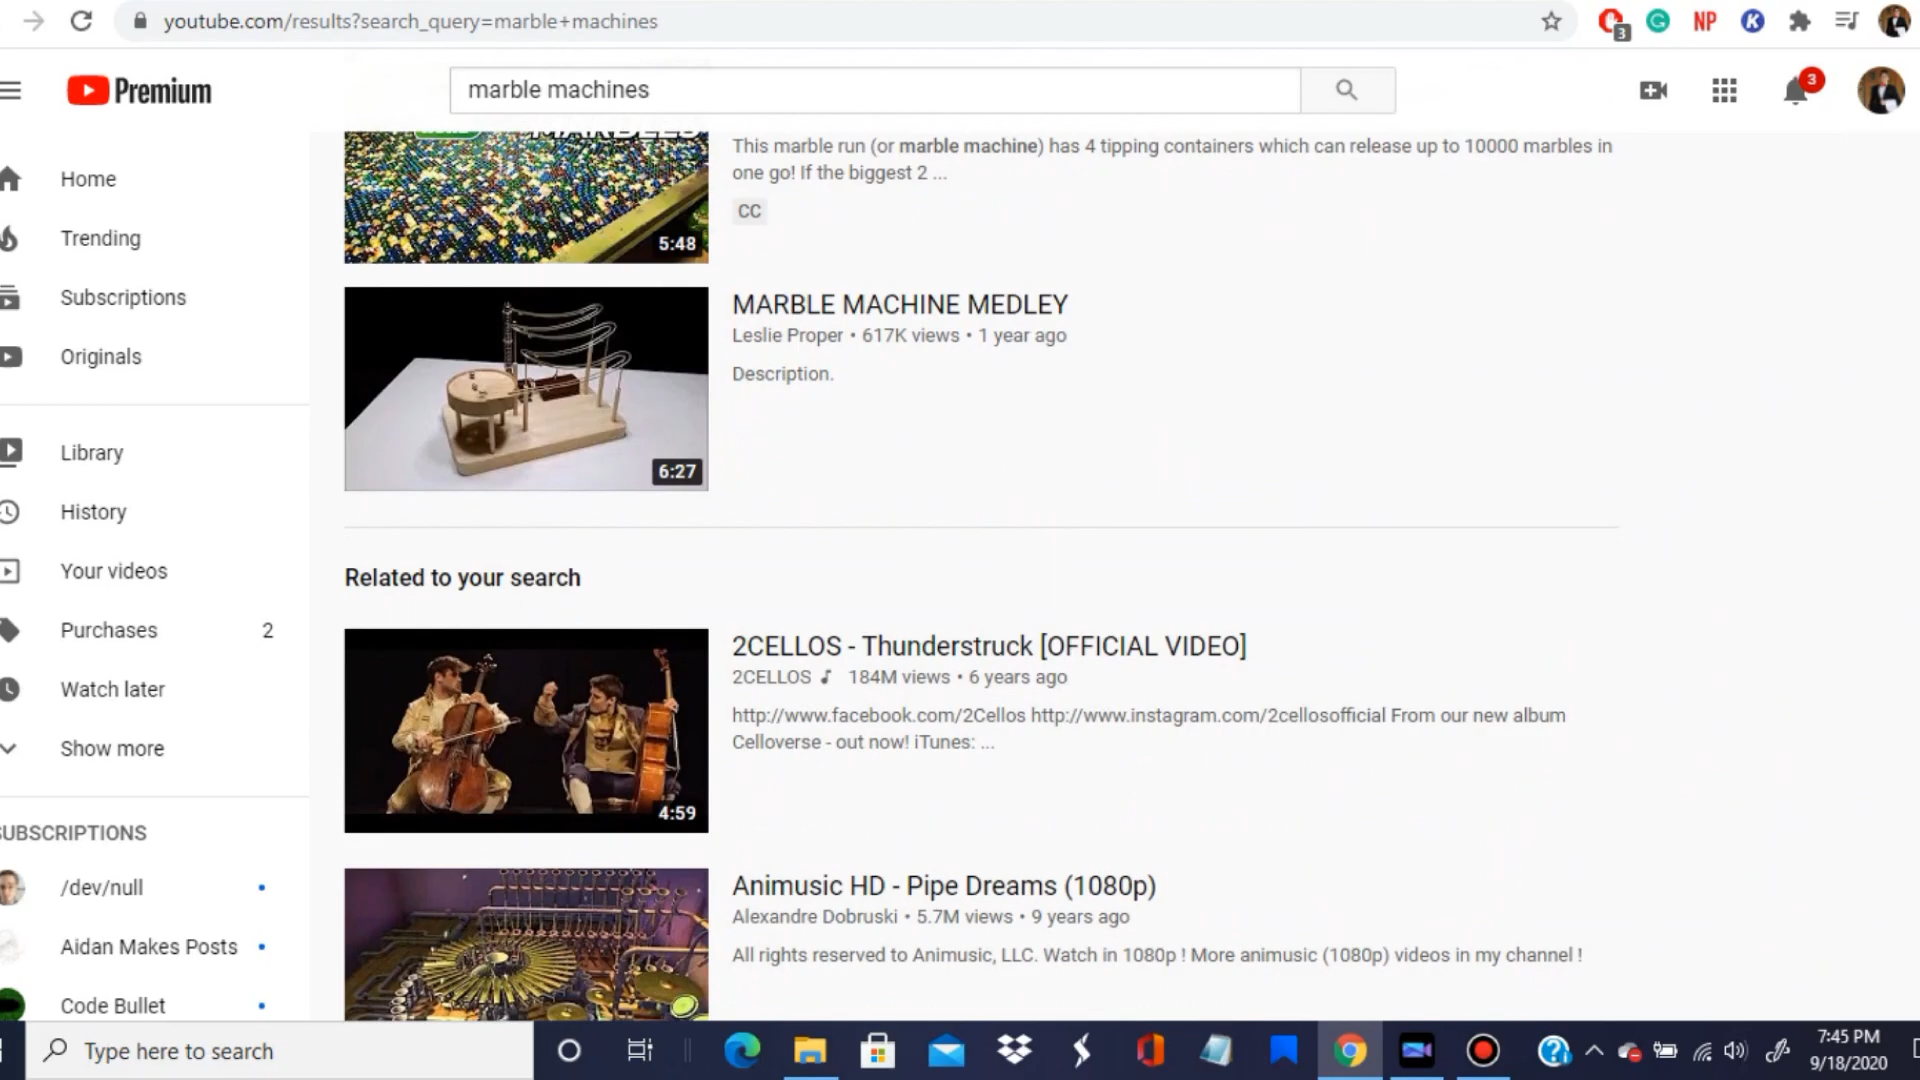 youtube.com/results?search_query=marble+machines
3
NP
Premium
marble machines
3
Home
Trending
Subscriptions
Originals
Library
History
Your videos
Purchases 2
Watch later
Show more
SUBSCRIPTIONS
/dev/null
Aidan Makes Posts
Code Bullet
This marble run (or marble machine) has 4 tipping containers which can release up to 10000 marbles in
one go! If the biggest 2 ...
CC
5:48
MARBLE MACHINE MEDLEY
Leslie Proper • 617K views • 1 year ago
Description.
6:27
Related to your search
2CELLOS - Thunderstruck [OFFICIAL VIDEO]
2CELLOS 184M views • 6 years ago
http://www.facebook.com/2Cellos http://www.instagram.com/2cellosofficial From our new album
Celloverse - out now! iTunes: ...
4:59
Animusic HD - Pipe Dreams (1080p)
Alexandre Dobruski • 5.7M views • 9 years ago
All rights reserved to Animusic, LLC. Watch in 1080p ! More animusic (1080p) videos in my channel !
Type here to search
7:45 PM
9/18/2020